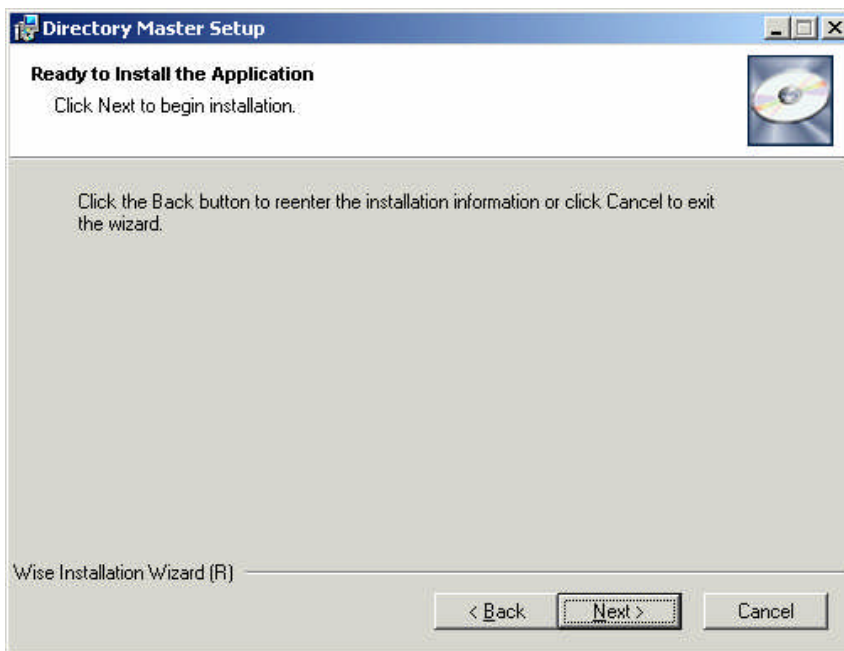 Directory Master Setup
Ready to Install the Application
Click Next to begin installation.
Click the Back button to reenter the installation information or click Cancel to exit
the wizard.
Wise Installation Wizard (R)
< Back Next > Cancel